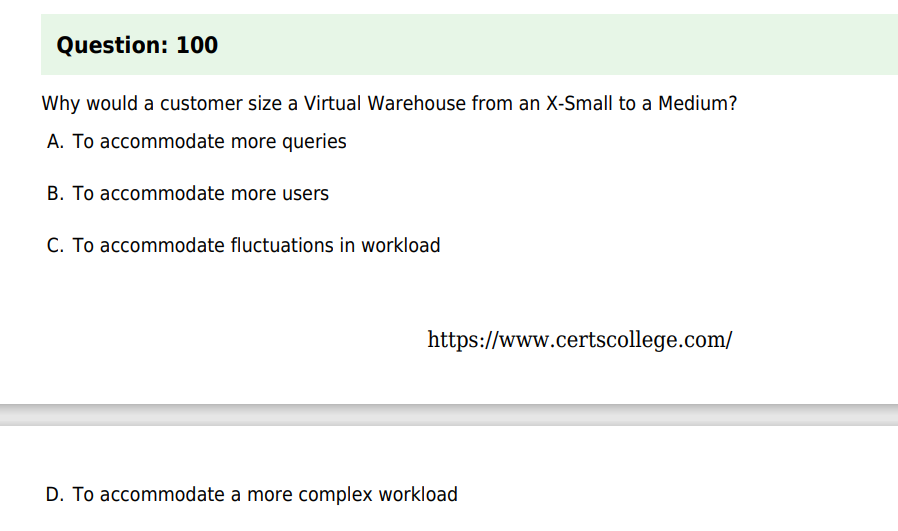 Question: 100
Why would a customer size a Virtual Warehouse from an X-Small to a Medium?
A. To accommodate more queries
B. To accommodate more users
C. To accommodate fluctuations in workload
https://www.certscollege.com/
D. To accommodate a more complex workload